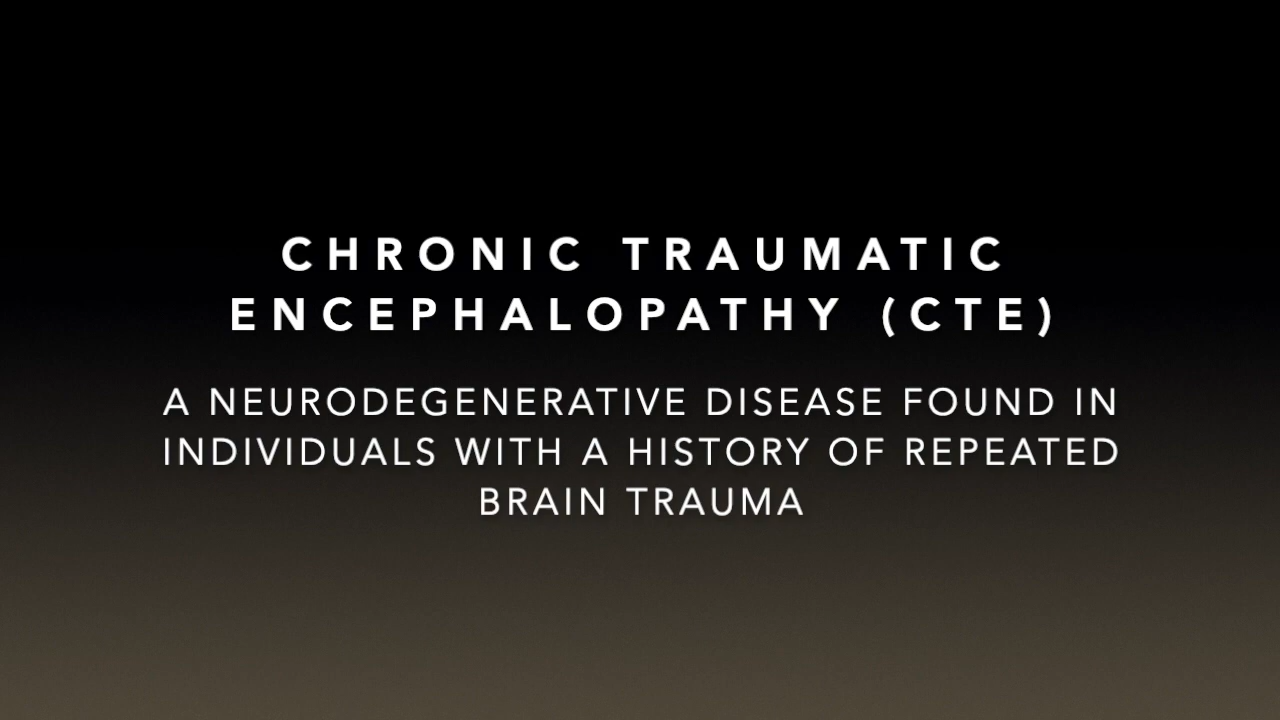 CHRONIC TRAUMATIC
ENCEPHALOPATHY (CTE)
A NEURODEGENERATIVE DISEASE FOUND IN
INDIVIDUALS WITH A HISTORY OF REPEATED
BRAIN TRAUMA